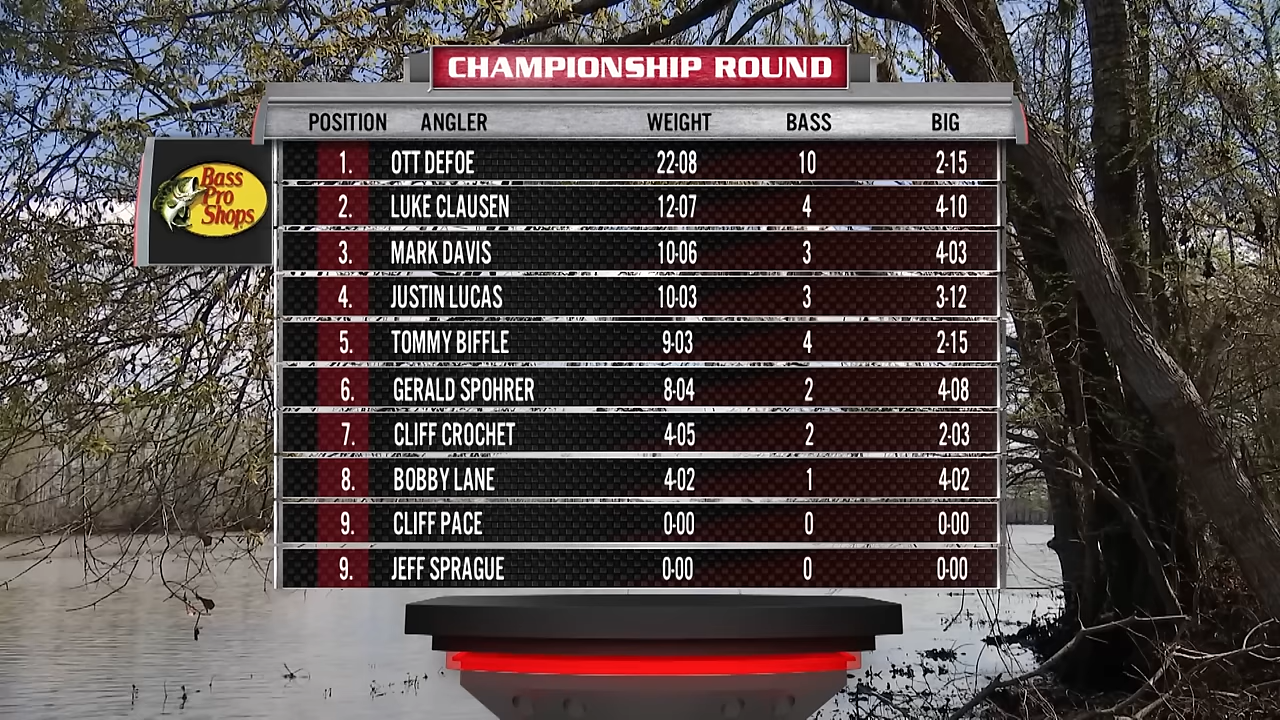 CHAMPIONSHIP ROUND
POSITION ANGLER WEIGHT BASS BIG
1. OTT DEFOE 22-08 10 2-15
Bass Pro Shops
2. LUKE CLAUSEN 12-07 4 4-10
3. MARK DAVIS 10-06 3 4-03
4. JUSTIN LUCAS 10-03 3 3-12
5. TOMMY BIFFLE 9-03 4 2-15
6. GERALD SPOHRER 8-04 2 4-08
7. CLIFF CROCHET 4-05 2 2-03
8. BOBBY LANE 4-02 1 4-02
9. CLIFF PACE 0-00 0 0-00
9. JEFF SPRAGUE 0-00 0 0-00